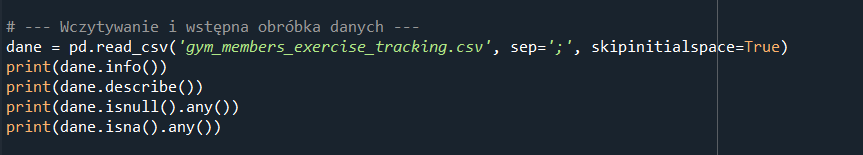 # --- Wczytywanie i wstępna obróbka danych ---
dane = pd.read_csv('gym_members_exercise_tracking.csv', sep=';', skipinitialspace=True)
print(dane.info())
print(dane.describe())
print(dane.isnull().any())
print(dane.isna().any())